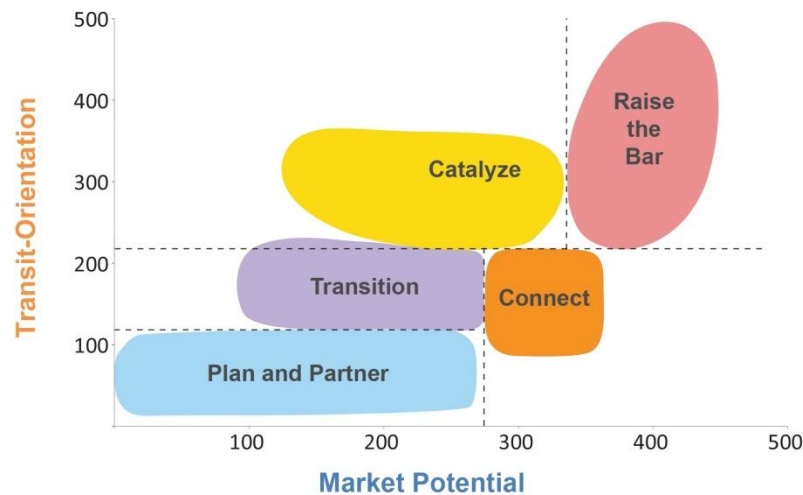 500
400
300
200
100
Transit-Orientation
Raise
the
Bar
Catalyze
Transition
Connect
Plan and Partner
100
200
300
400
500
Market Potential